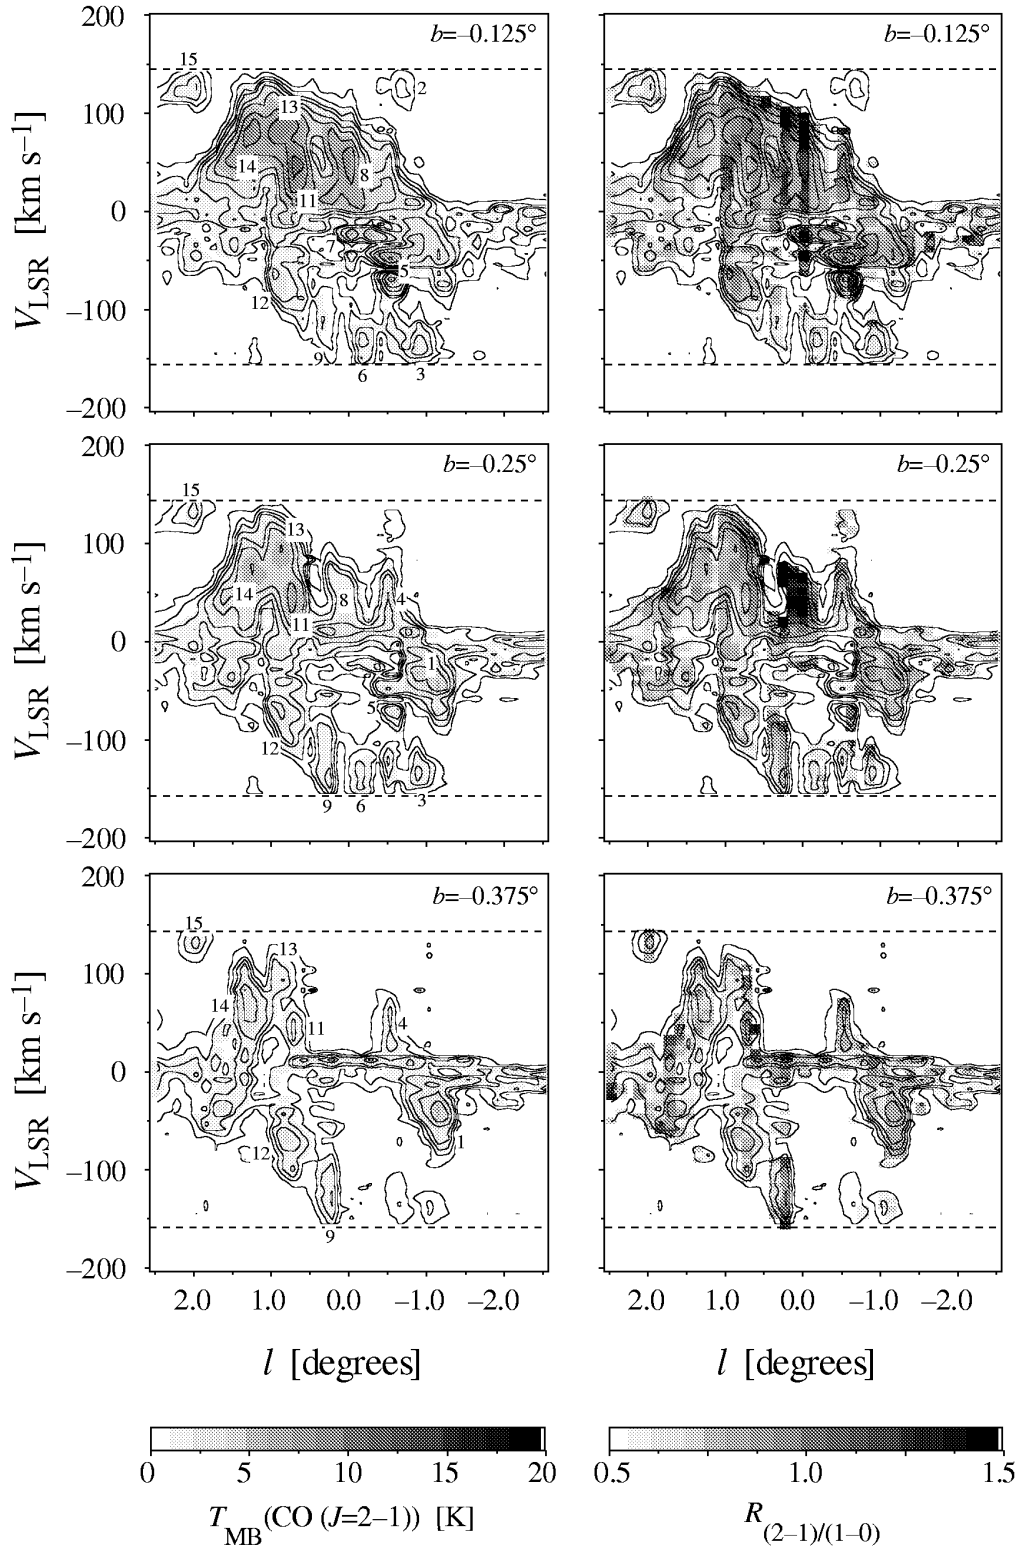 200
100
0
–100
–200
V_LSR [km s⁻¹]
b=–0.125°
15
2
13
14
8
11
7
5
12
9
6
3
b=–0.125°
200
100
0
–100
–200
V_LSR [km s⁻¹]
b=–0.25°
15
13
14
8
4
11
1
5
12
9
6
3
b=–0.25°
200
100
0
–100
–200
V_LSR [km s⁻¹]
b=–0.375°
15
13
14
11
4
12
1
9
b=–0.375°
2.0 1.0 0.0 –1.0 –2.0
2.0 1.0 0.0 –1.0 –2.0
l [degrees]
l [degrees]
0 5 10 15 20
0.5 1.0 1.5
T_MB(CO (J=2–1)) [K]
R_(2–1)/(1–0)